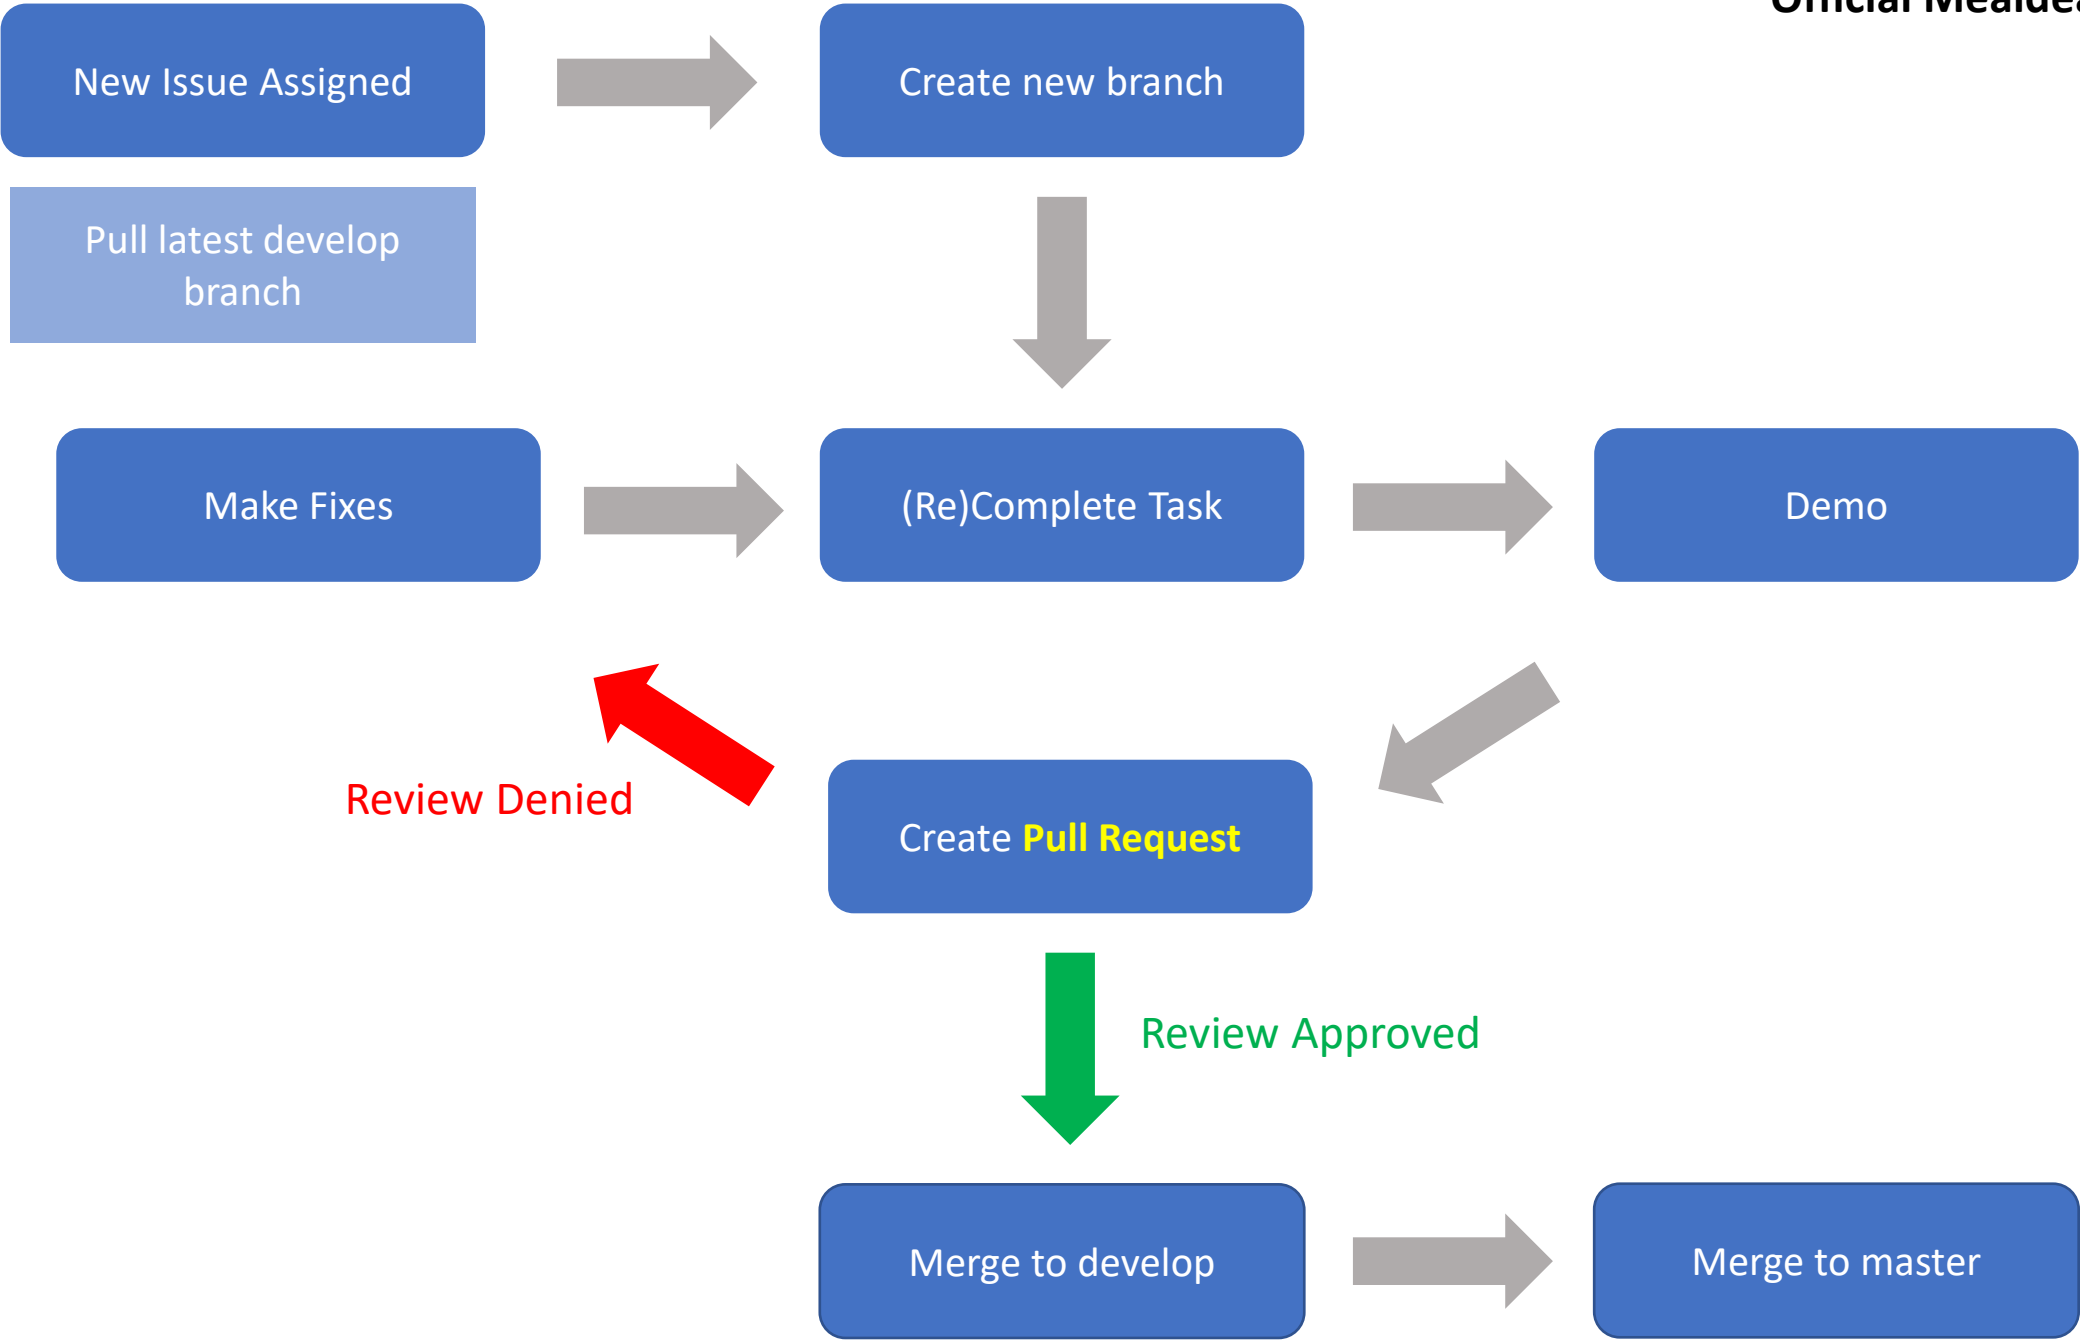 Official
New Issue Assigned
Create new branch
Pull latest develop
branch
Make Fixes
(Re)Complete Task
Demo
Review Denied
Create Pull Request
Review Approved
Merge to develop
Merge to master